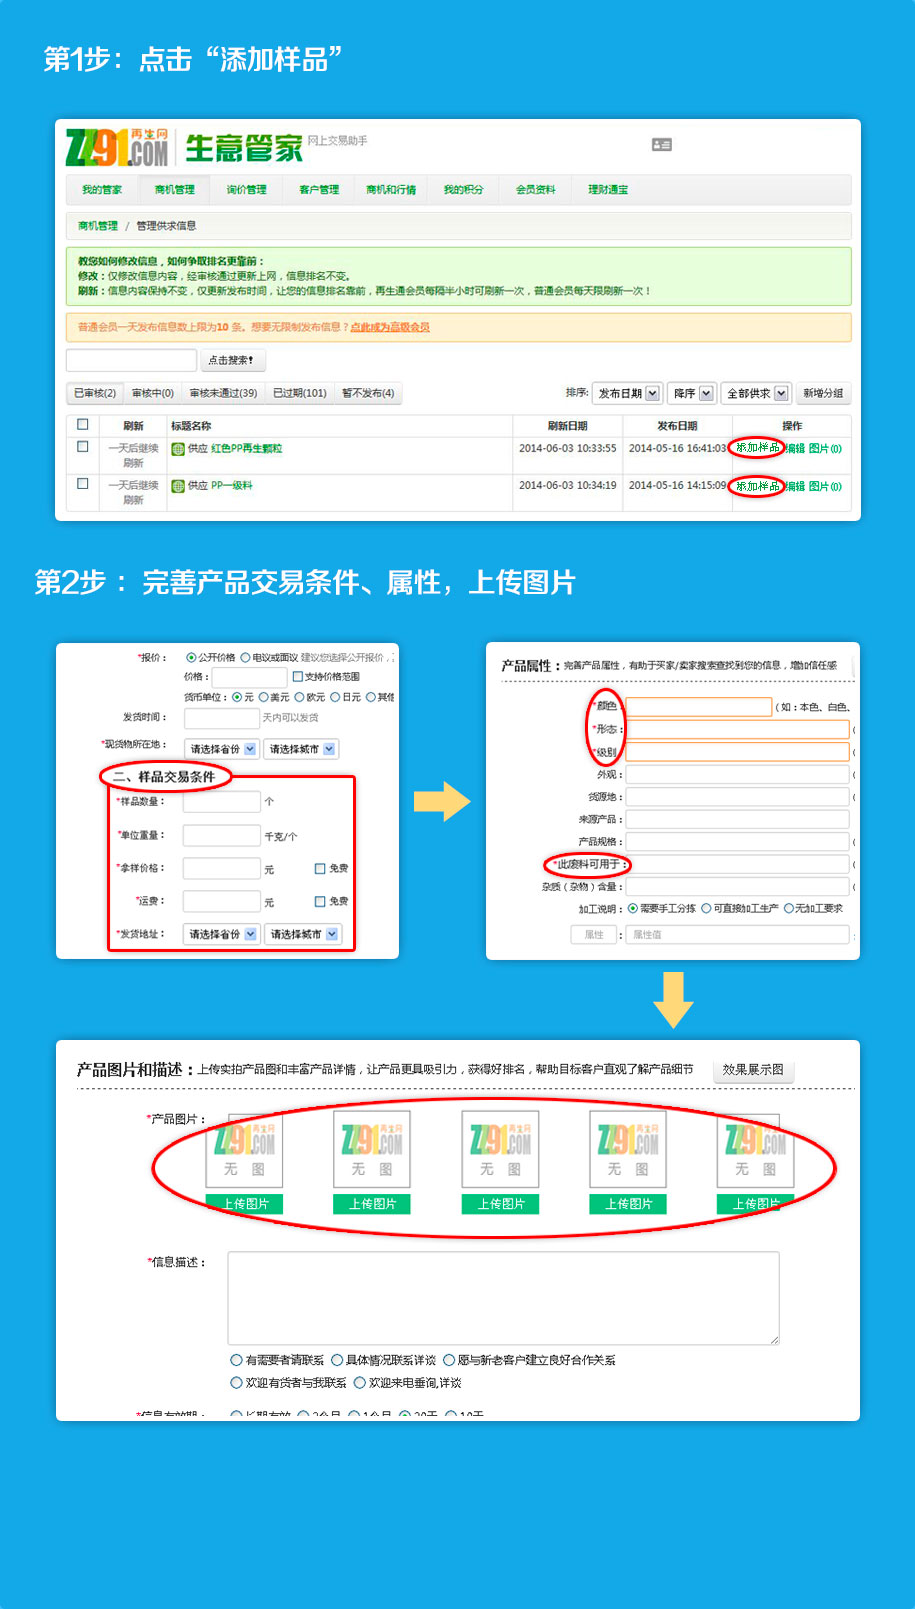 第1步：点击“添加样品”
ZZ91.COM 再生网 生意管家 网上交易助手
我的管家 商机管理 询价管理 客户管理 商机和行情 我的积分 会员资料 理财通宝
商机管理 / 管理供求信息
教您如何修改信息，如何争取排名更靠前：
修改：仅修改信息内容，经审核通过更新上网，信息排名不变。
刷新：信息内容保持不变，仅更新发布时间，让您的信息排名靠前，再生通会员每隔半小时可刷新一次，普通会员每天限刷新一次！
普通会员一天发布信息数上限为10 条。想要无限制发布信息？点此成为高级会员
点击搜索！
已审核(2) 审核中(0) 审核未通过(39) 已过期(101) 暂不发布(4) 排序: 发布日期 降序 全部供求 新增分组
刷新 标题名称 刷新日期 发布日期 操作
一天后继续刷新 供应 红色PP再生颗粒 2014-06-03 10:33:55 2014-05-16 16:41:03 添加样品 编辑 图片(0)
一天后继续刷新 供应 PP一级料 2014-06-03 10:34:19 2014-05-16 14:15:09 添加样品 编辑 图片(0)
第2步 ：完善产品交易条件、属性，上传图片
*报价： 公开价格 电议或面议 建议您选择公开报价，
价格： 支持价格范围
货币单位： 元 美元 欧元 日元 其他
发货时间： 天内可以发货
*现货物所在地： 请选择省份 请选择城市
二、样品交易条件
*样品数量： 个
*单位重量： 千克/个
*拿样价格： 元 免费
*运费： 元 免费
*发货地址： 请选择省份 请选择城市
产品属性：完善产品属性，有助于买家/卖家搜索查找到您的信息，增加信任感
*颜色： （如：本色、白色、
*形态： (
*级别： (
外观： (
货源地： (
来源产品：
产品规格： (
*此废料可用于： (
杂质（杂物）含量： (
加工说明： 需要手工分拣 可直接加工生产 无加工要求
属性 ： 属性值
产品图片和描述：上传实拍产品图和丰富产品详情，让产品更具吸引力，获得好排名，帮助目标客户直观了解产品细节 效果展示图
*产品图片：
ZZ91.COM 再生网 ZZ91.COM 再生网 ZZ91.COM 再生网 ZZ91.COM 再生网 ZZ91.COM 再生网
无 图 无 图 无 图 无 图 无 图
上传图片 上传图片 上传图片 上传图片 上传图片
*信息描述：
有需要者请联系 具体情况联系详谈 愿与新老客户建立良好合作关系
欢迎有货者与我联系 欢迎来电垂询,详谈
*信息有效期： 长期有效 3个月 1个月 20天 10天